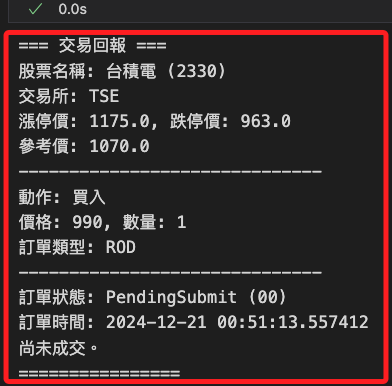 0.0s
=== 交易回報 ===
股票名稱: 台積電 (2330)
交易所: TSE
漲停價: 1175.0, 跌停價: 963.0
參考價: 1070.0
------------------------------
動作: 買入
價格: 990, 數量: 1
訂單類型: ROD
------------------------------
訂單狀態: PendingSubmit (00)
訂單時間: 2024-12-21 00:51:13.557412
尚未成交。
================